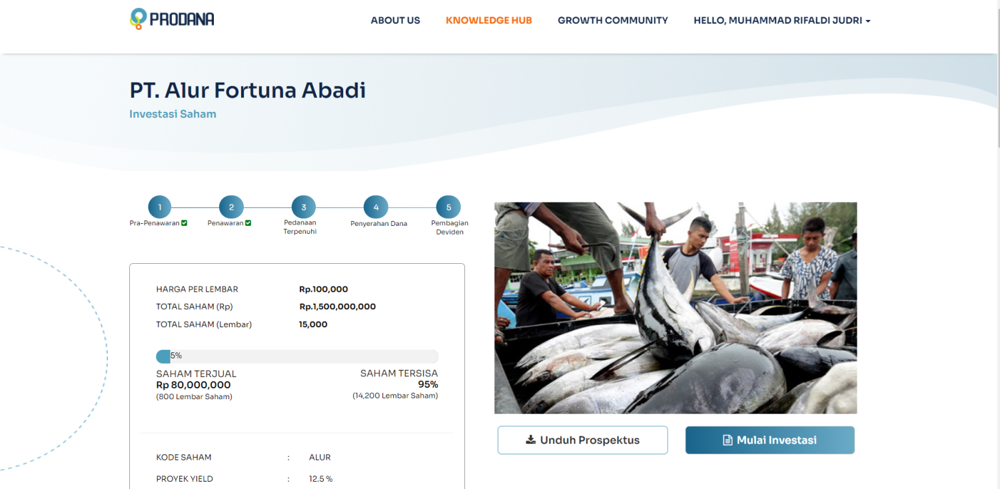 PRODANA
ABOUT US
KNOWLEDGE HUB
GROWTH COMMUNITY
HELLO, MUHAMMAD RIFALDI JUDRI
PT. Alur Fortuna Abadi
Investasi Saham
1
2
3
4
5
Pra-Penawaran
Penawaran
Pedanaan
Terpenuhi
Penyerahan Dana
Pembagian
Deviden
HARGA PER LEMBAR Rp.100,000
TOTAL SAHAM (Rp) Rp.1,500,000,000
TOTAL SAHAM (Lembar) 15,000
5%
SAHAM TERJUAL
Rp 80,000,000
(800 Lembar Saham)
SAHAM TERSISA
95%
(14,200 Lembar Saham)
KODE SAHAM : ALUR
PROYEK YIELD : 12.5 %
Unduh Prospektus
Mulai Investasi